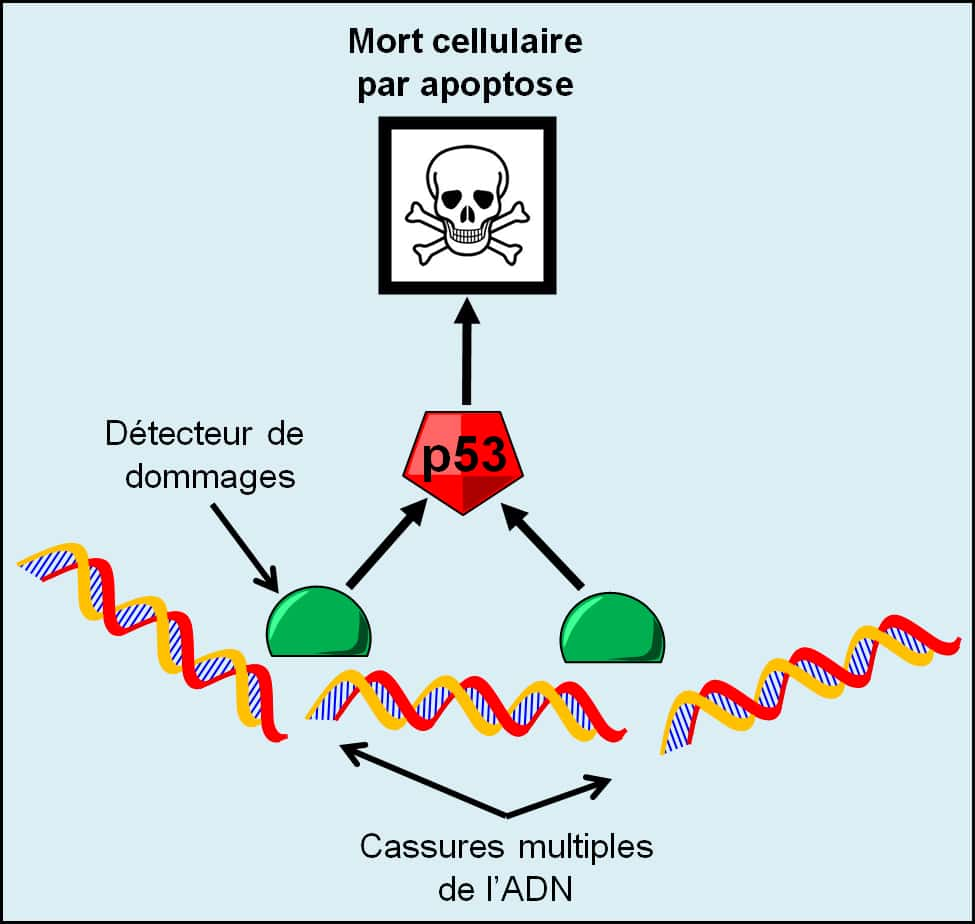 Mort cellulaire
par apoptose
p53
Détecteur de
dommages
Cassures multiples
de l'ADN